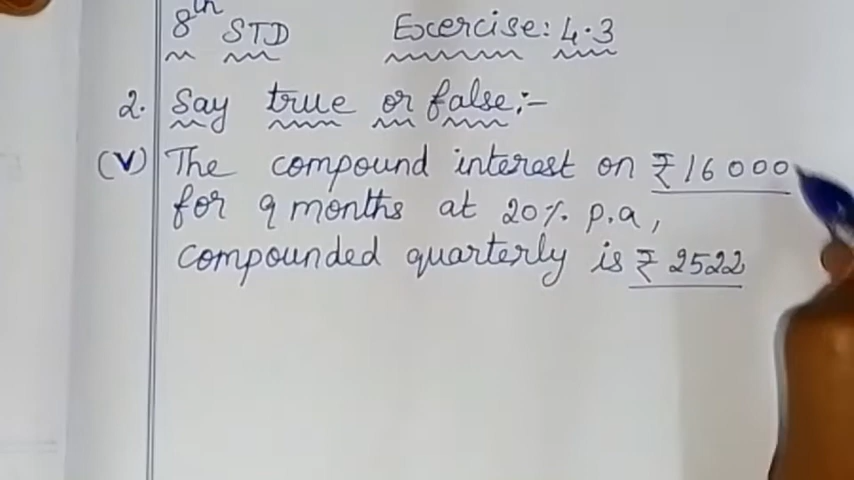 8th STD Excercise: 4.3
2. Say true or false:-
(V) The compound interest on ₹16000
for 9 months at 20% p.a,
compounded quarterly is ₹2522